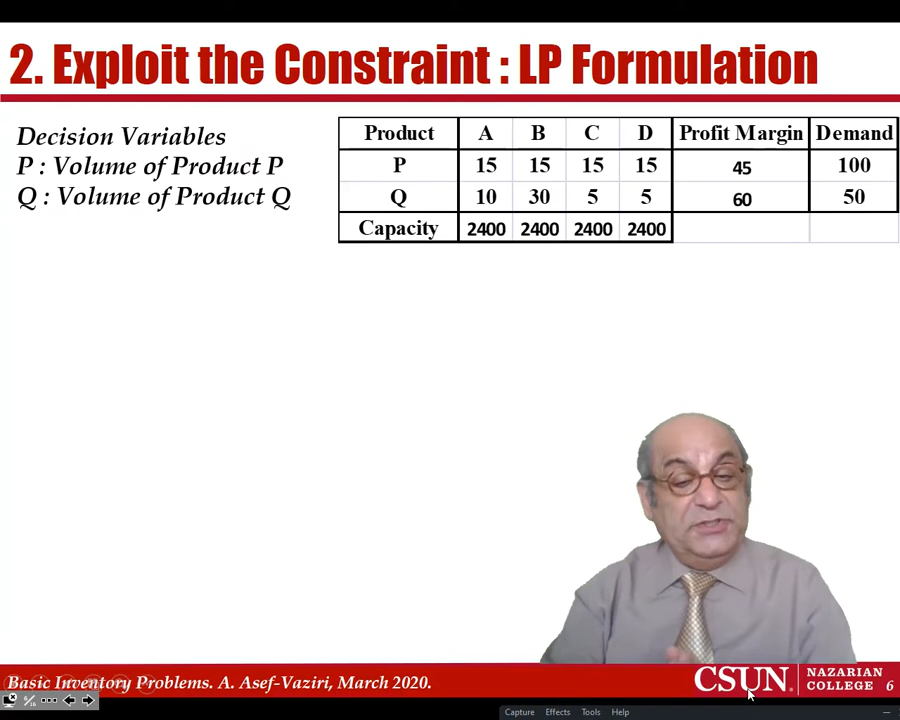 2. Exploit the Constraint : LP Formulation
Decision Variables
P : Volume of Product P
Q : Volume of Product Q
Product A B C D Profit Margin Demand
P 15 15 15 15 45 100
Q 10 30 5 5 60 50
Capacity 2400 2400 2400 2400
Basic Inventory Problems. A. Asef-Vaziri, March 2020.
CSUN. NAZARIAN COLLEGE 6
6/16
Capture Effects Tools Help